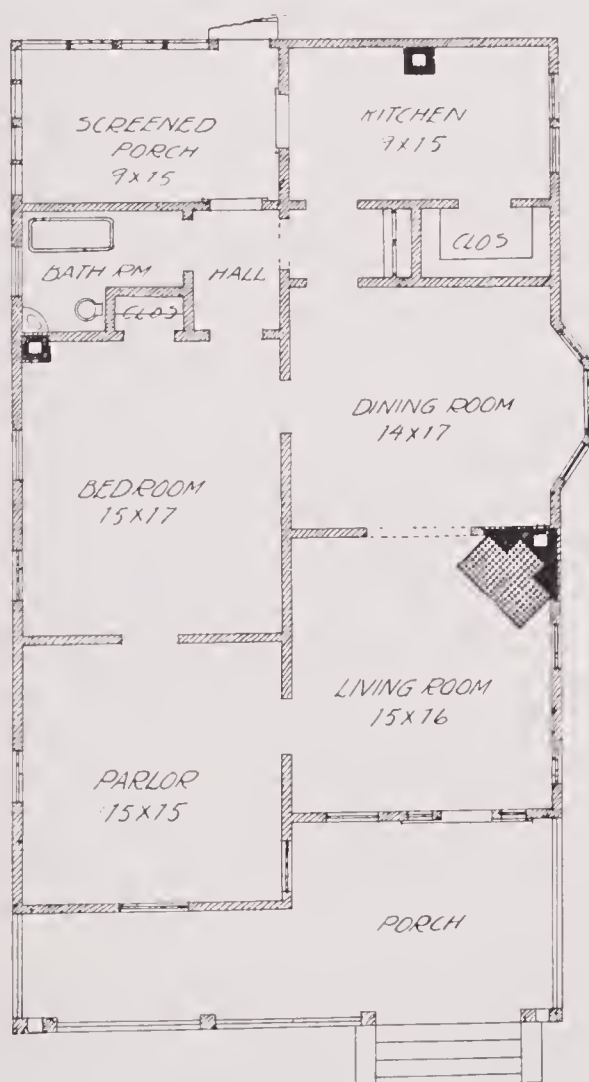 SCREENED
PORCH
9X15
KITCHEN
9X15
CLOS
BATH RM
HALL
CLOS
DINING ROOM
14X17
BEDROOM
15X17
LIVING ROOM
15X16
PARLOR
15X15
PORCH